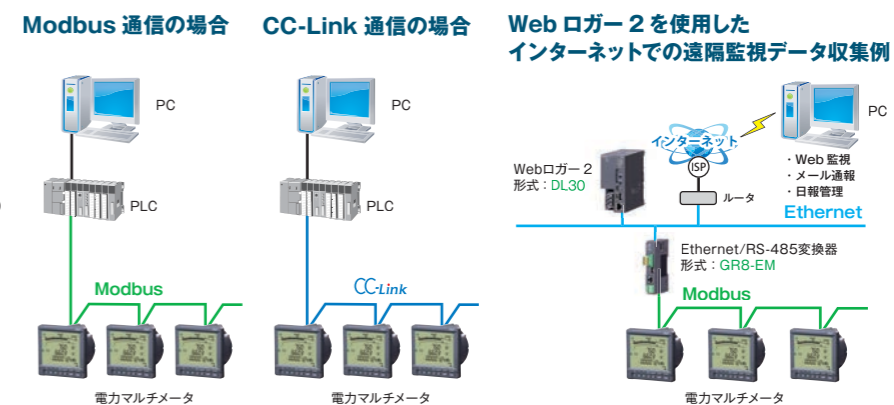 Modbus 通信の場合
PC
PLC
Modbus
電力マルチメータ
CC-Link 通信の場合
PC
PLC
CC-Link
電力マルチメータ
Web ロガー 2 を使用した
インターネットでの遠隔監視データ収集例
インターネット
PC
ISP
・Web 監視
・メール通報
・日報管理
Webロガー 2
形式：DL30
ルータ
Ethernet
Ethernet/RS-485変換器
形式：GR8-EM
Modbus
電力マルチメータ